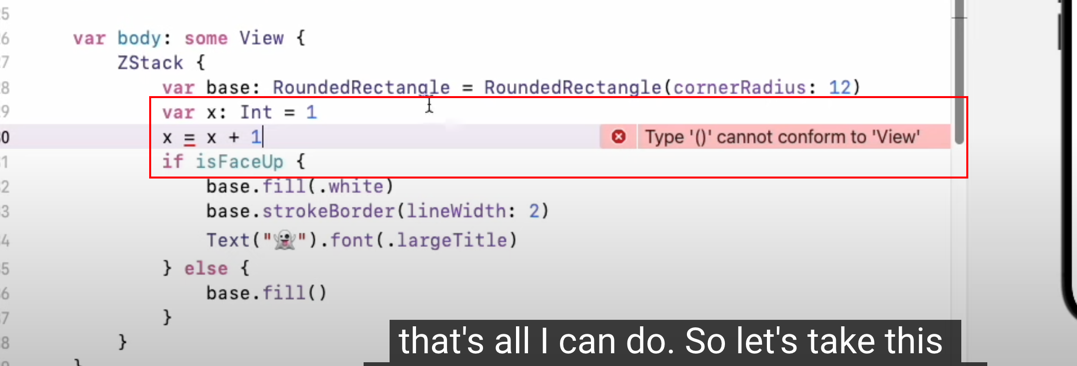 5
6 var body: some View {
7 ZStack {
8 var base: RoundedRectangle = RoundedRectangle(cornerRadius: 12)
9 var x: Int = 1
0 x = x + 1 Type '()' cannot conform to 'View'
1 if isFaceUp {
2 base.fill(.white)
3 base.strokeBorder(lineWidth: 2)
4 Text("👻").font(.largeTitle)
5 } else {
6 base.fill()
7 }
8 }
}
that's all I can do. So let's take this